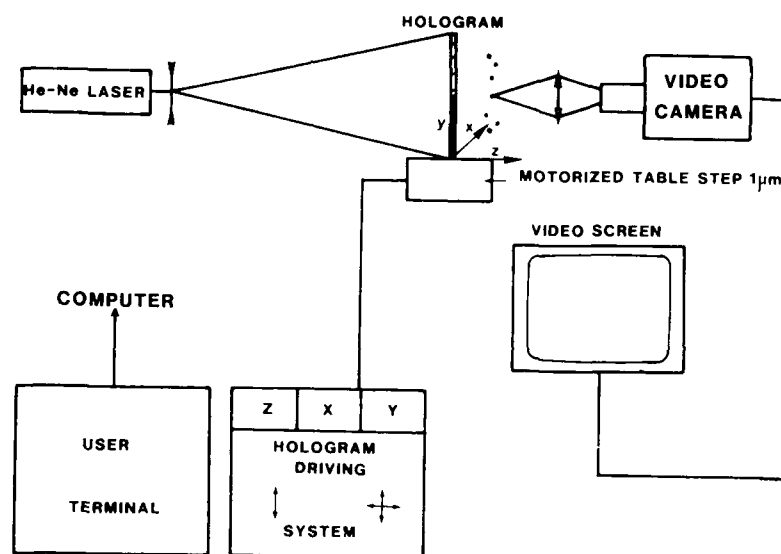 HOLOGRAM
He-Ne LASER
VIDEO
CAMERA
y
x
z
MOTORIZED TABLE STEP 1μm
VIDEO SCREEN
COMPUTER
Z X Y
USER
TERMINAL
HOLOGRAM
DRIVING
SYSTEM